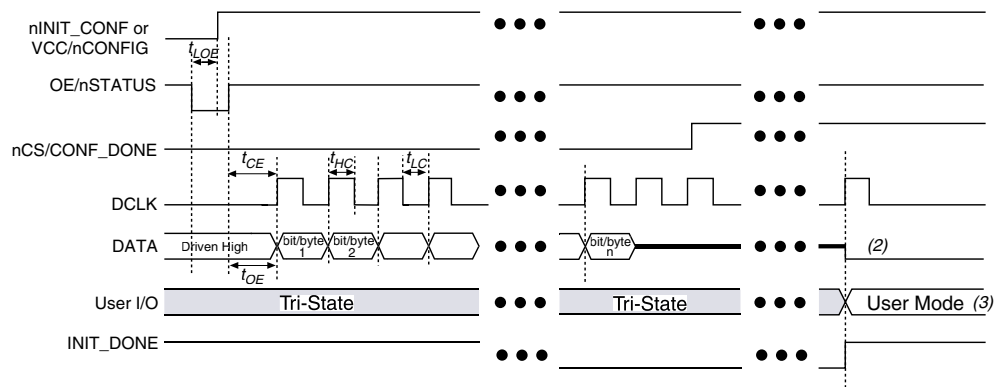 nINIT_CONF or
VCC/nCONFIG
tLOE
OE/nSTATUS
nCS/CONF_DONE
tCE
tHC
tLC
DCLK
DATA
Driven High
bit/byte
1
bit/byte
2
bit/byte
n
(2)
tOE
User I/O
Tri-State
Tri-State
User Mode (3)
INIT_DONE